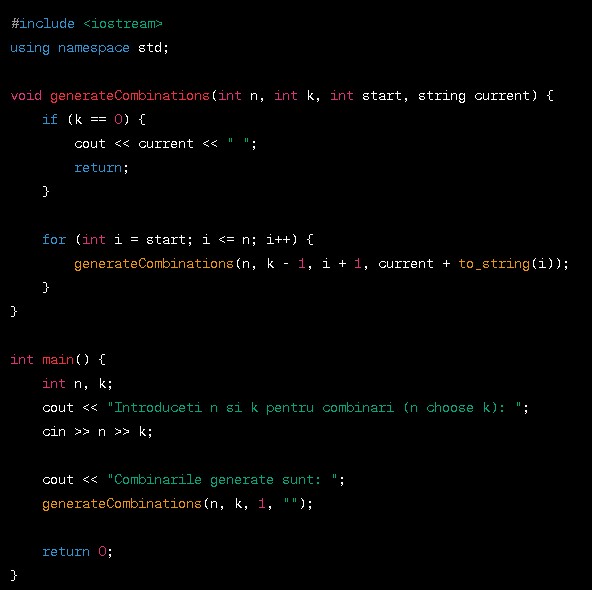 #include <iostream>
using namespace std;

void generateCombinations(int n, int k, int start, string current) {
    if (k == 0) {
        cout << current << " ";
        return;
    }

    for (int i = start; i <= n; i++) {
        generateCombinations(n, k - 1, i + 1, current + to_string(i));
    }
}

int main() {
    int n, k;
    cout << "Introduceti n si k pentru combinari (n choose k): ";
    cin >> n >> k;

    cout << "Combinarile generate sunt: ";
    generateCombinations(n, k, 1, "");

    return 0;
}